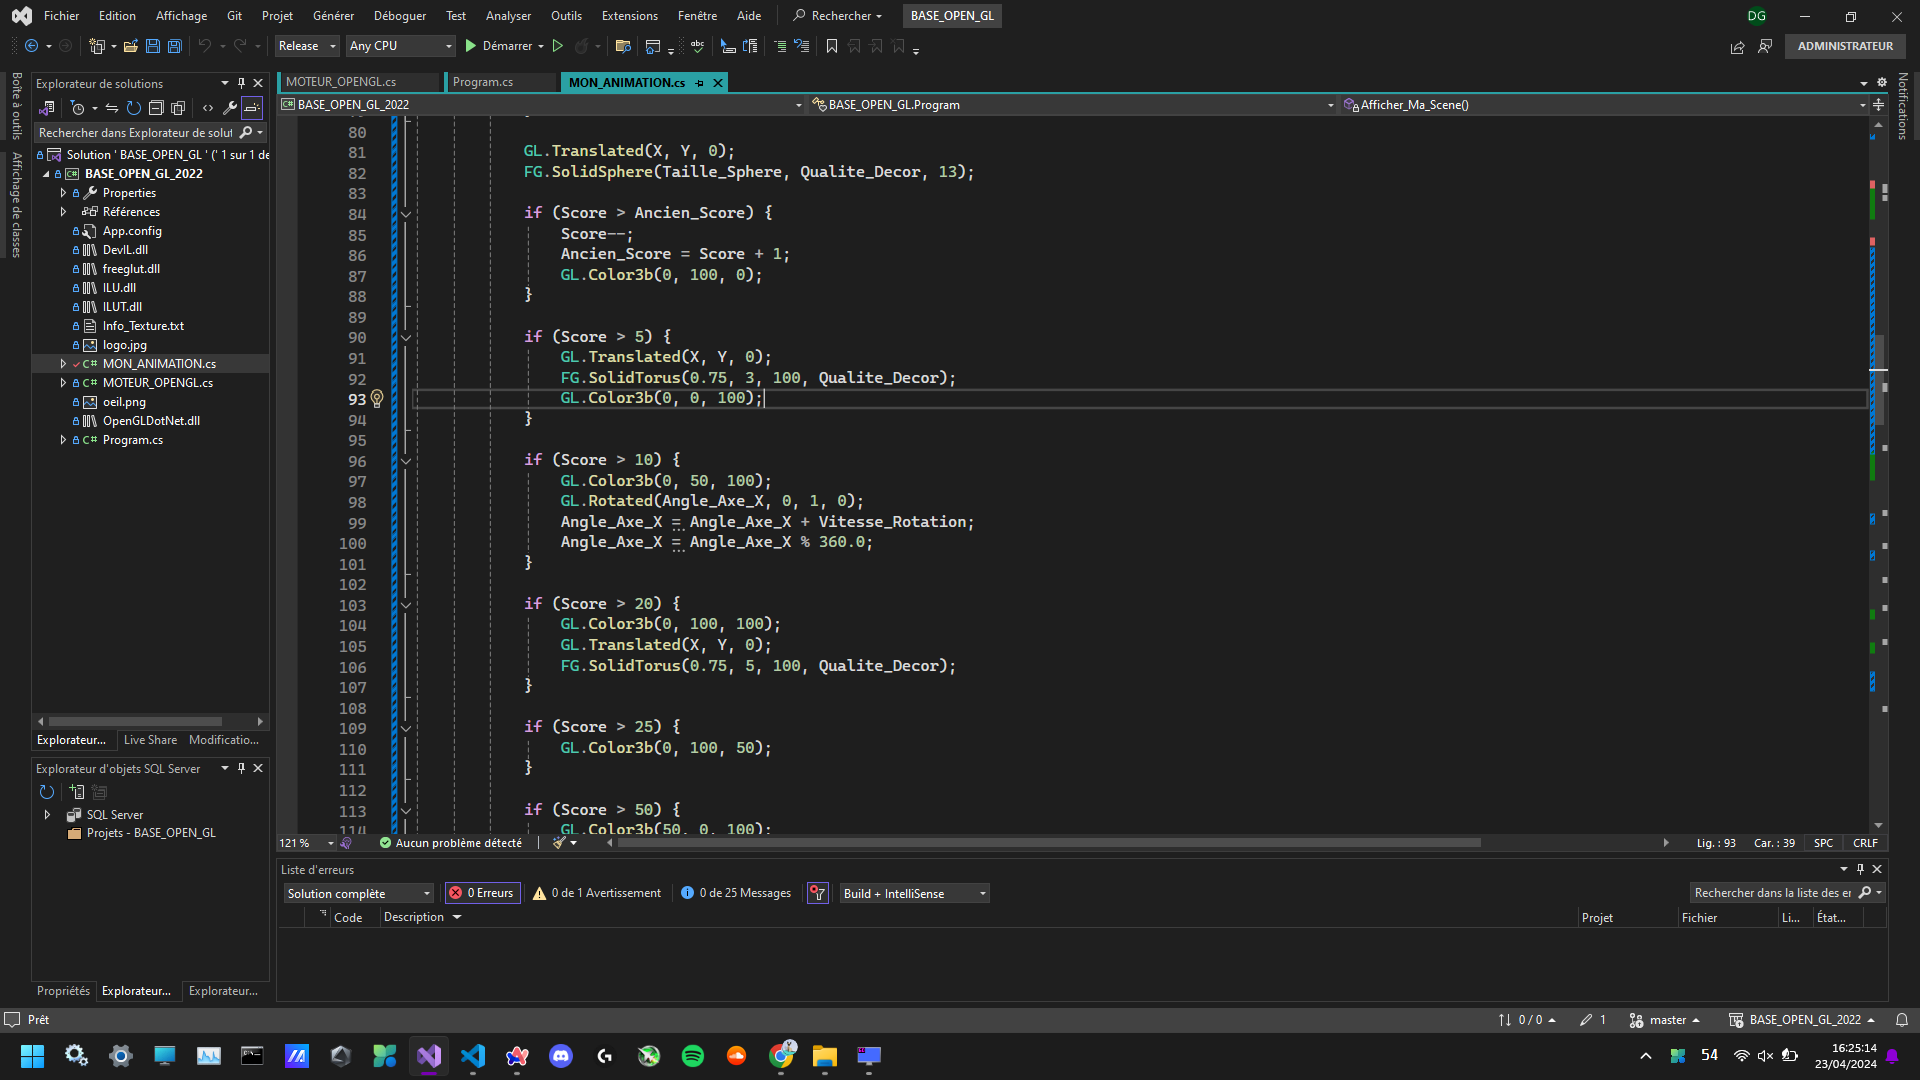 Fichier Edition Affichage Git Projet Générer Déboguer Test Analyser Outils Extensions Fenêtre Aide Rechercher BASE_OPEN_GL DG
Release Any CPU Démarrer abc ADMINISTRATEUR
Boîte à outils
Affichage de classes
Explorateur de solutions
Rechercher dans Explorateur de solut
Solution ' BASE_OPEN_GL ' (' 1 sur 1 de
BASE_OPEN_GL_2022
Properties
Références
App.config
DevIL.dll
freeglut.dll
ILU.dll
ILUT.dll
Info_Texture.txt
logo.jpg
C# MON_ANIMATION.cs
C# MOTEUR_OPENGL.cs
oeil.png
OpenGLDotNet.dll
C# Program.cs
Explorateur... Live Share Modificatio...
Explorateur d'objets SQL Server
SQL Server
Projets - BASE_OPEN_GL
Propriétés Explorateur... Explorateur...
MOTEUR_OPENGL.cs Program.cs MON_ANIMATION.cs
BASE_OPEN_GL_2022 BASE_OPEN_GL.Program Afficher_Ma_Scene()
80
81 GL.Translated(X, Y, 0);
82 FG.SolidSphere(Taille_Sphere, Qualite_Decor, 13);
83
84 if (Score > Ancien_Score) {
85 Score--;
86 Ancien_Score = Score + 1;
87 GL.Color3b(0, 100, 0);
88 }
89
90 if (Score > 5) {
91 GL.Translated(X, Y, 0);
92 FG.SolidTorus(0.75, 3, 100, Qualite_Decor);
93 GL.Color3b(0, 0, 100);
94 }
95
96 if (Score > 10) {
97 GL.Color3b(0, 50, 100);
98 GL.Rotated(Angle_Axe_X, 0, 1, 0);
99 Angle_Axe_X = Angle_Axe_X + Vitesse_Rotation;
100 Angle_Axe_X = Angle_Axe_X % 360.0;
101 }
102
103 if (Score > 20) {
104 GL.Color3b(0, 100, 100);
105 GL.Translated(X, Y, 0);
106 FG.SolidTorus(0.75, 5, 100, Qualite_Decor);
107 }
108
109 if (Score > 25) {
110 GL.Color3b(0, 100, 50);
111 }
112
113 if (Score > 50) {
114 GL.Color3b(50, 0, 100);
121 % Aucun problème détecté Lig. : 93 Car. : 39 SPC CRLF
Notifications
Liste d'erreurs
Solution complète 0 Erreurs 0 de 1 Avertissement 0 de 25 Messages Build + IntelliSense Rechercher dans la liste des er
Code Description Projet Fichier Li... État...
Prêt 0 / 0 1 master BASE_OPEN_GL_2022
54 16:25:14
23/04/2024